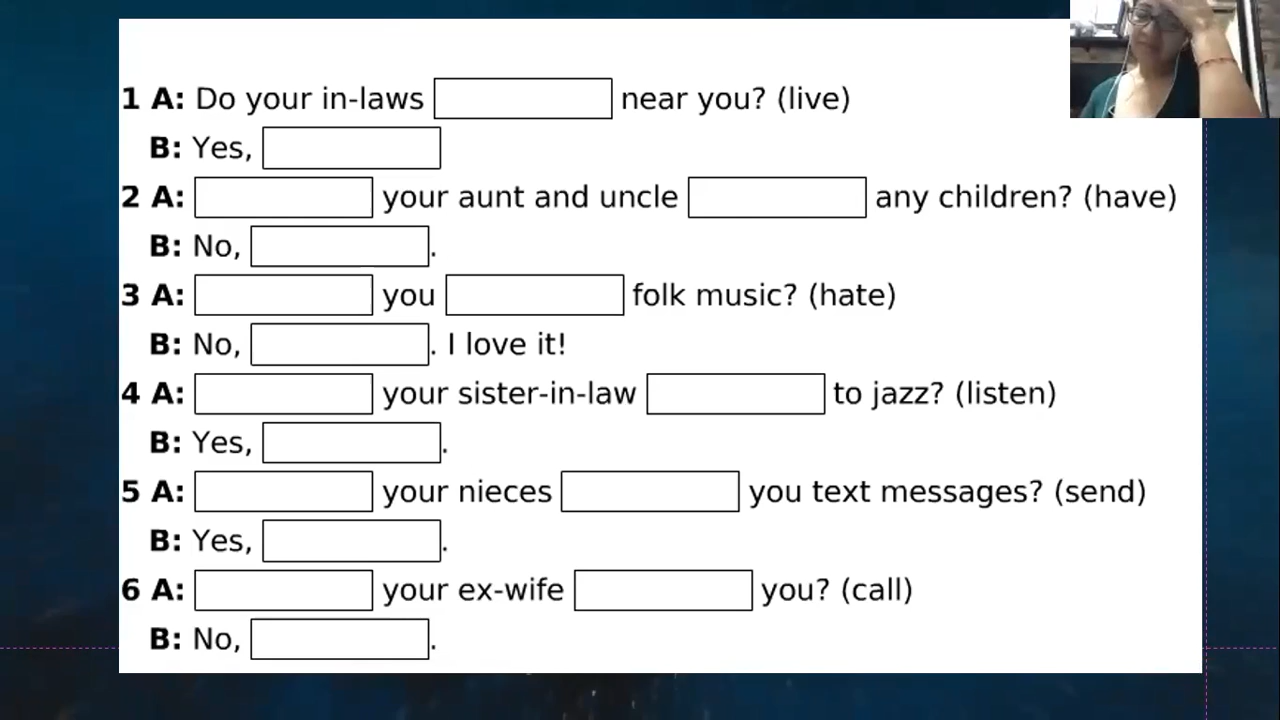 1 A: Do your in-laws near you? (live)
B: Yes,
2 A: your aunt and uncle any children? (have)
B: No, .
3 A: you folk music? (hate)
B: No, . I love it!
4 A: your sister-in-law to jazz? (listen)
B: Yes, .
5 A: your nieces you text messages? (send)
B: Yes, .
6 A: your ex-wife you? (call)
B: No, .